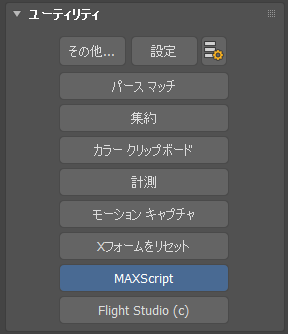 ユーティリティ
その他... 設定
パース マッチ
集約
カラー クリップボード
計測
モーション キャプチャ
Xフォームをリセット
MAXScript
Flight Studio (c)